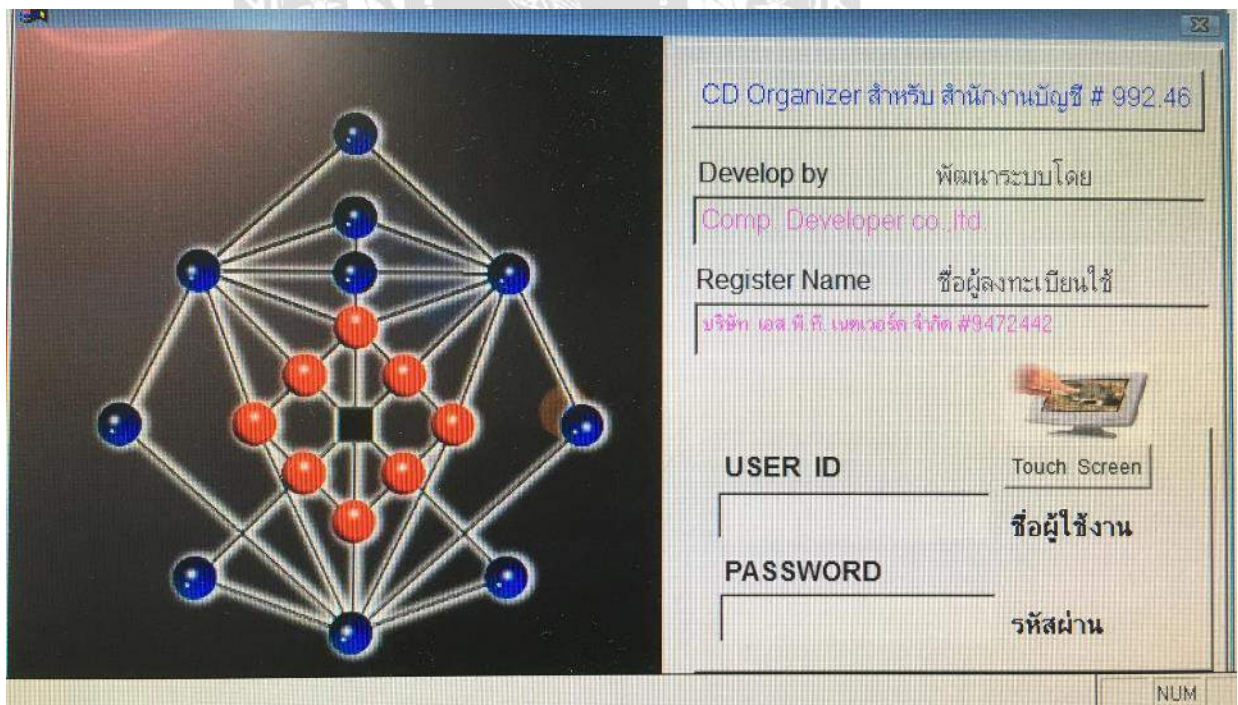 CD Organizer สำหรับ สำนักงานบัญชี # 992.46
Develop by พัฒนาระบบโดย
Comp. Developer co.,ltd.
Register Name ชื่อผู้ลงทะเบียนใช้
บริษัท เอส.พี.ที. เนตเวอร์ค จำกัด #9472442
USER ID
Touch Screen
ชื่อผู้ใช้งาน
PASSWORD
รหัสผ่าน
NUM